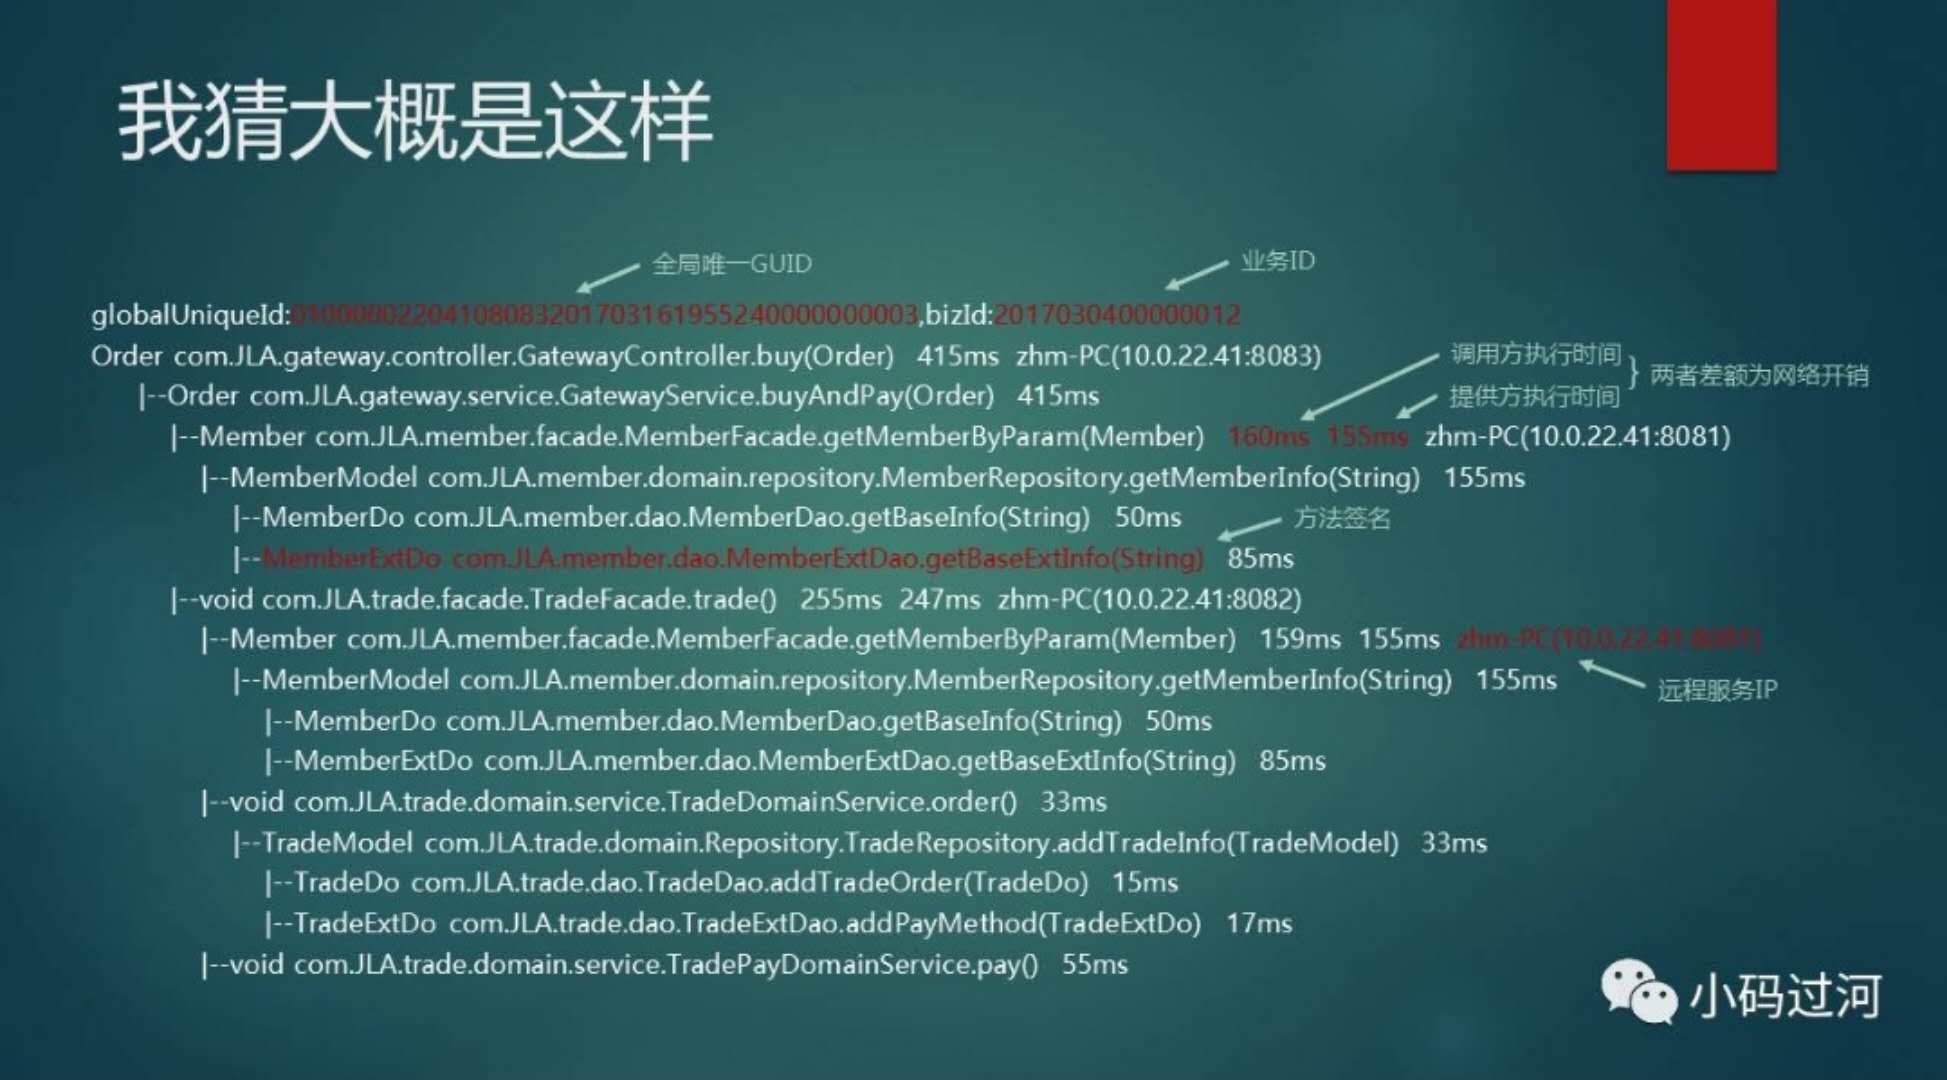 我猜大概是这样
全局唯一GUID
业务ID
globalUniqueId:01000002204108083201703161955240000000003,bizId:2017030400000012
Order com.JLA.gateway.controller.GatewayController.buy(Order) 415ms zhm-PC(10.0.22.41:8083)
调用方执行时间
提供方执行时间
} 两者差额为网络开销
|--Order com.JLA.gateway.service.GatewayService.buyAndPay(Order) 415ms
|--Member com.JLA.member.facade.MemberFacade.getMemberByParam(Member) 160ms 155ms zhm-PC(10.0.22.41:8081)
|--MemberModel com.JLA.member.domain.repository.MemberRepository.getMemberInfo(String) 155ms
|--MemberDo com.JLA.member.dao.MemberDao.getBaseInfo(String) 50ms
方法签名
|--MemberExtDo com.JLA.member.dao.MemberExtDao.getBaseExtInfo(String) 85ms
|--void com.JLA.trade.facade.TradeFacade.trade() 255ms 247ms zhm-PC(10.0.22.41:8082)
|--Member com.JLA.member.facade.MemberFacade.getMemberByParam(Member) 159ms 155ms zhm-PC(10.0.22.41:8081)
|--MemberModel com.JLA.member.domain.repository.MemberRepository.getMemberInfo(String) 155ms
远程服务IP
|--MemberDo com.JLA.member.dao.MemberDao.getBaseInfo(String) 50ms
|--MemberExtDo com.JLA.member.dao.MemberExtDao.getBaseExtInfo(String) 85ms
|--void com.JLA.trade.domain.service.TradeDomainService.order() 33ms
|--TradeModel com.JLA.trade.domain.Repository.TradeRepository.addTradeInfo(TradeModel) 33ms
|--TradeDo com.JLA.trade.dao.TradeDao.addTradeOrder(TradeDo) 15ms
|--TradeExtDo com.JLA.trade.dao.TradeExtDao.addPayMethod(TradeExtDo) 17ms
|--void com.JLA.trade.domain.service.TradePayDomainService.pay() 55ms
小码过河